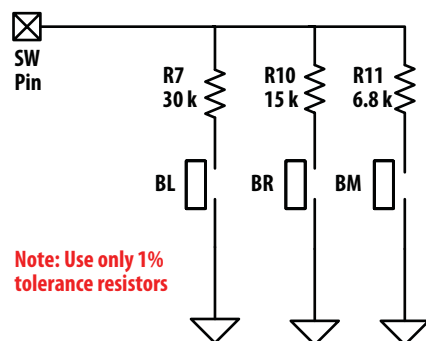 SW
Pin
R7
30 k
R10
15 k
R11
6.8 k
BL
BR
BM
Note: Use only 1%
tolerance resistors